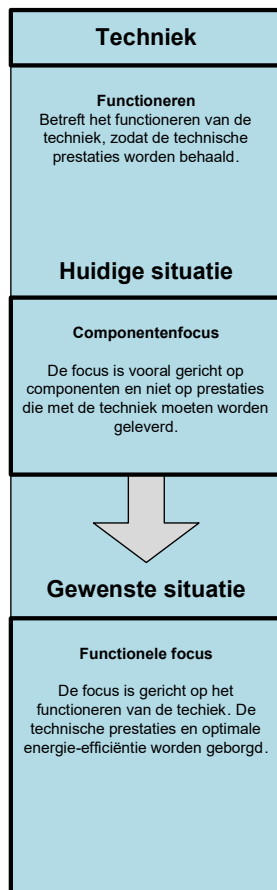 Techniek
Functioneren
Betreft het functioneren van de
techniek, zodat de technische
prestaties worden behaald.
Huidige situatie
Componentenfocus
De focus is vooral gericht op
componenten en niet op prestaties
die met de techniek moeten worden
geleverd.
Gewenste situatie
Functionele focus
De focus is gericht op het
functioneren van de techiek. De
technische prestaties en optimale
energie-efficiëntie worden geborgd.